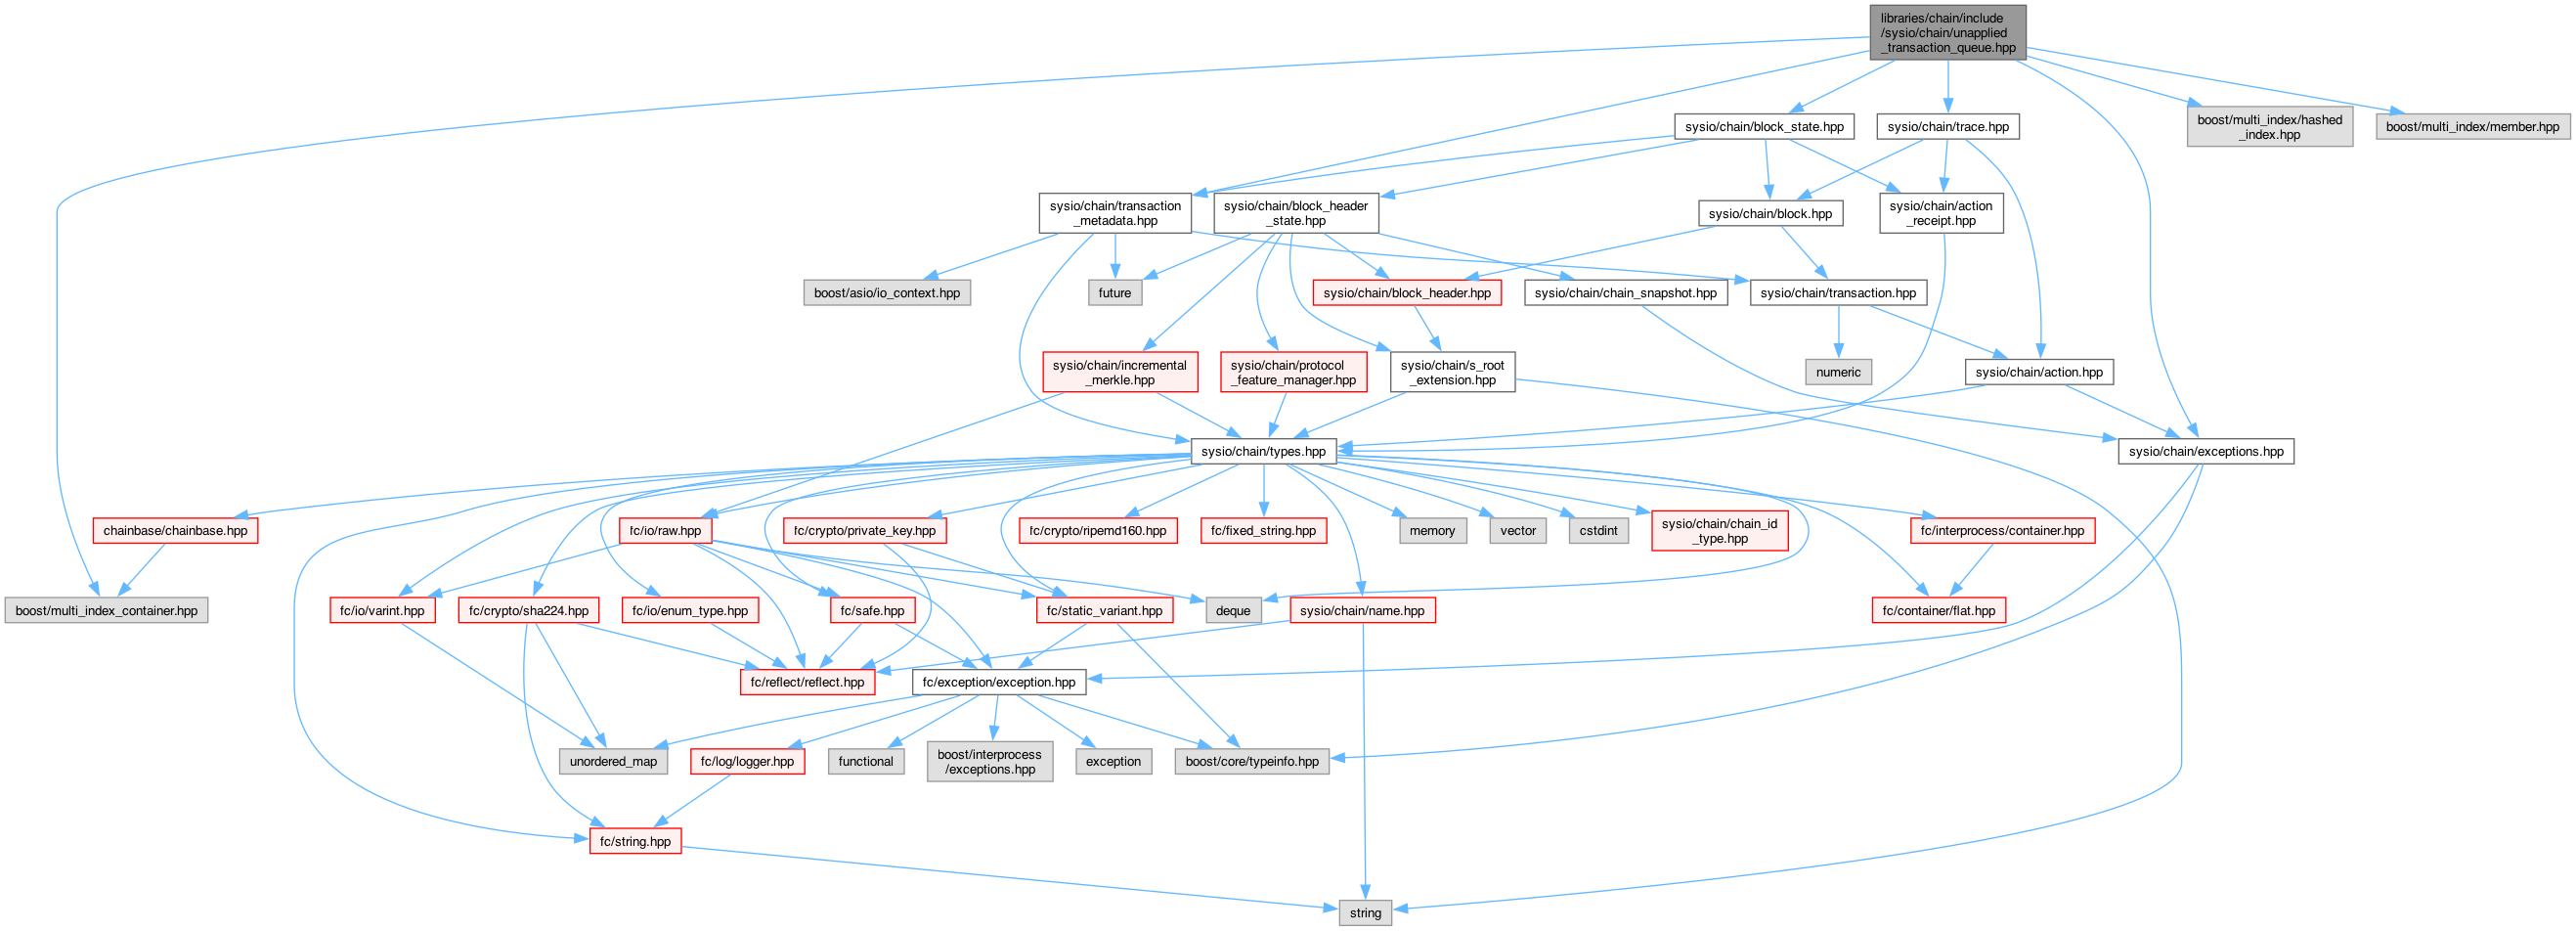 libraries/chain/include
/sysio/chain/unapplied
_transaction_queue.hpp
sysio/chain/block_state.hpp
sysio/chain/trace.hpp
boost/multi_index/hashed
_index.hpp
boost/multi_index/member.hpp
sysio/chain/transaction
_metadata.hpp
sysio/chain/block_header
_state.hpp
sysio/chain/block.hpp
sysio/chain/action
_receipt.hpp
boost/asio/io_context.hpp
future
sysio/chain/block_header.hpp
sysio/chain/chain_snapshot.hpp
sysio/chain/transaction.hpp
sysio/chain/incremental
_merkle.hpp
sysio/chain/protocol
_feature_manager.hpp
sysio/chain/s_root
_extension.hpp
numeric
sysio/chain/action.hpp
sysio/chain/types.hpp
sysio/chain/exceptions.hpp
chainbase/chainbase.hpp
fc/io/raw.hpp
fc/crypto/private_key.hpp
fc/crypto/ripemd160.hpp
fc/fixed_string.hpp
memory
vector
cstdint
sysio/chain/chain_id
_type.hpp
fc/interprocess/container.hpp
boost/multi_index_container.hpp
fc/io/varint.hpp
fc/crypto/sha224.hpp
fc/io/enum_type.hpp
fc/safe.hpp
fc/static_variant.hpp
deque
sysio/chain/name.hpp
fc/container/flat.hpp
fc/reflect/reflect.hpp
fc/exception/exception.hpp
unordered_map
fc/log/logger.hpp
functional
boost/interprocess
/exceptions.hpp
exception
boost/core/typeinfo.hpp
fc/string.hpp
string